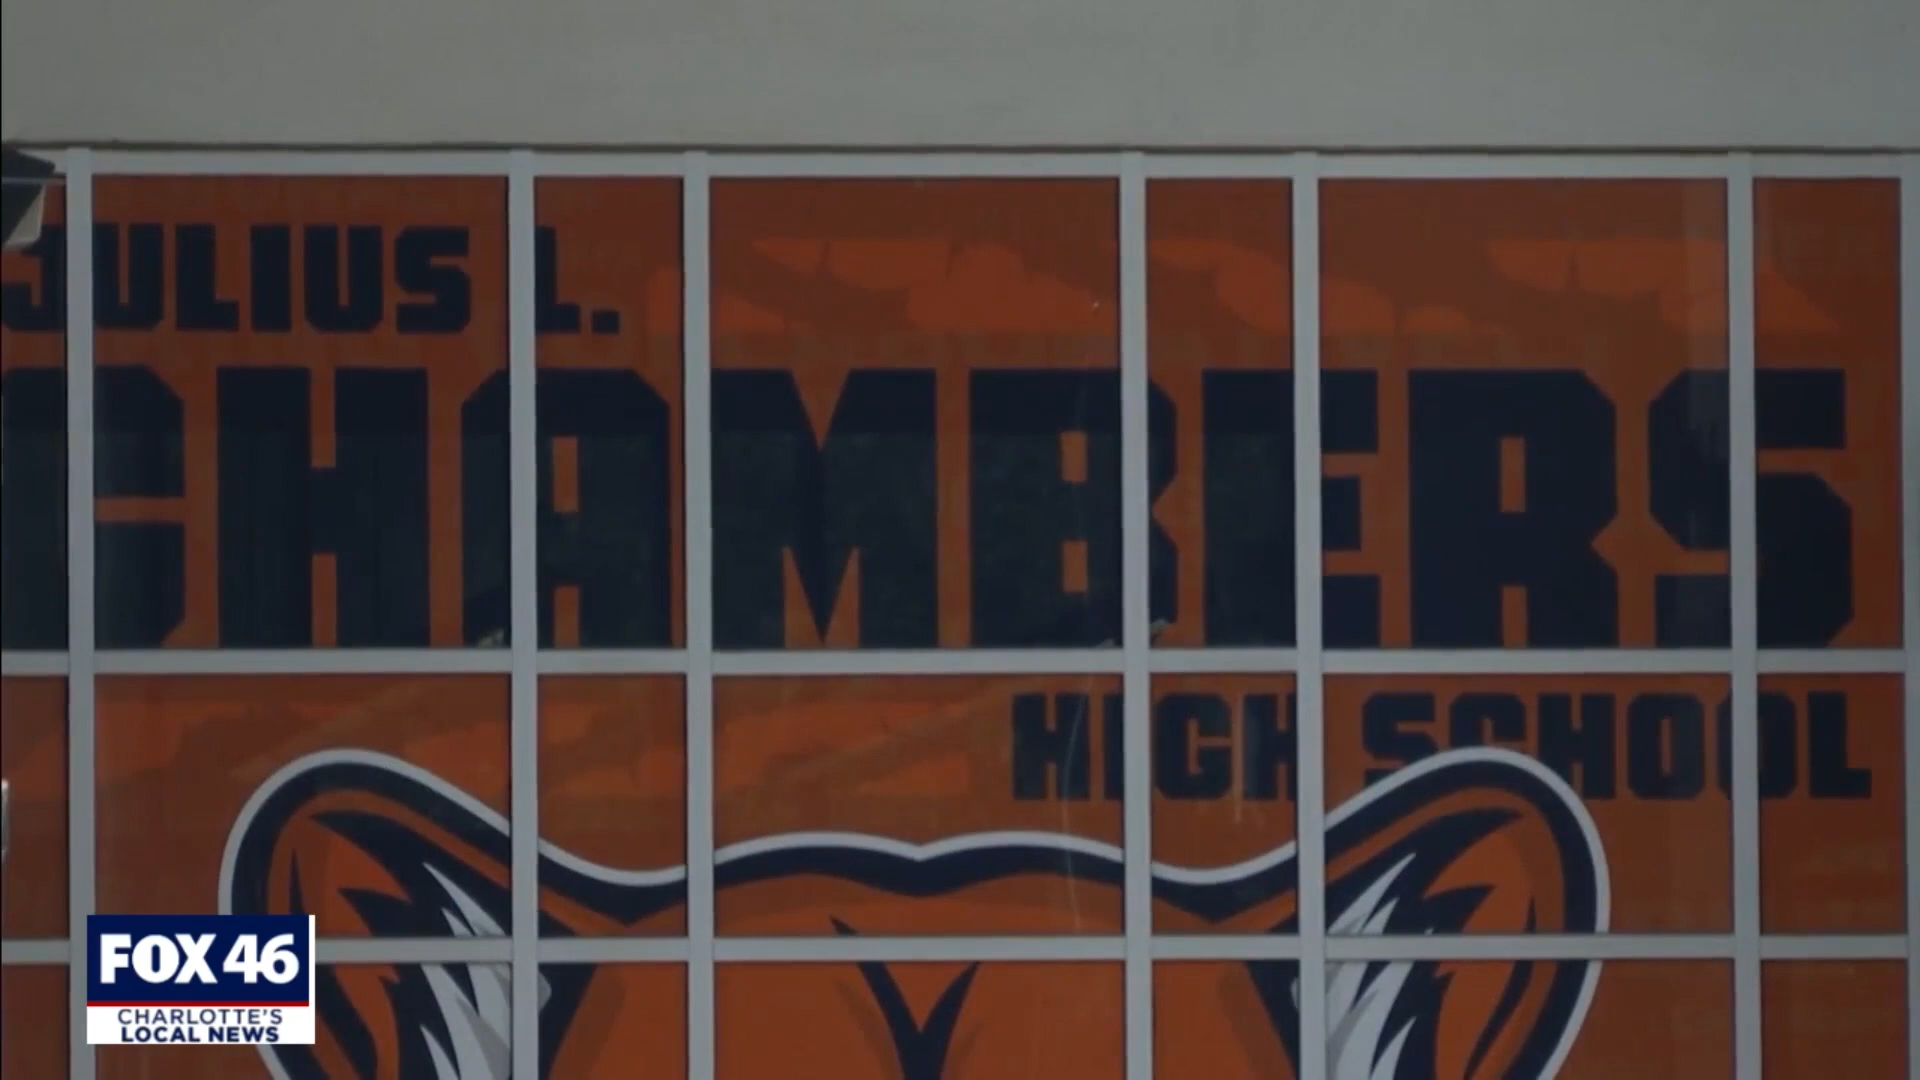 JULIUS L.
CHAMBERS
HIGH SCHOOL
FOX 46
CHARLOTTE'S
LOCAL NEWS